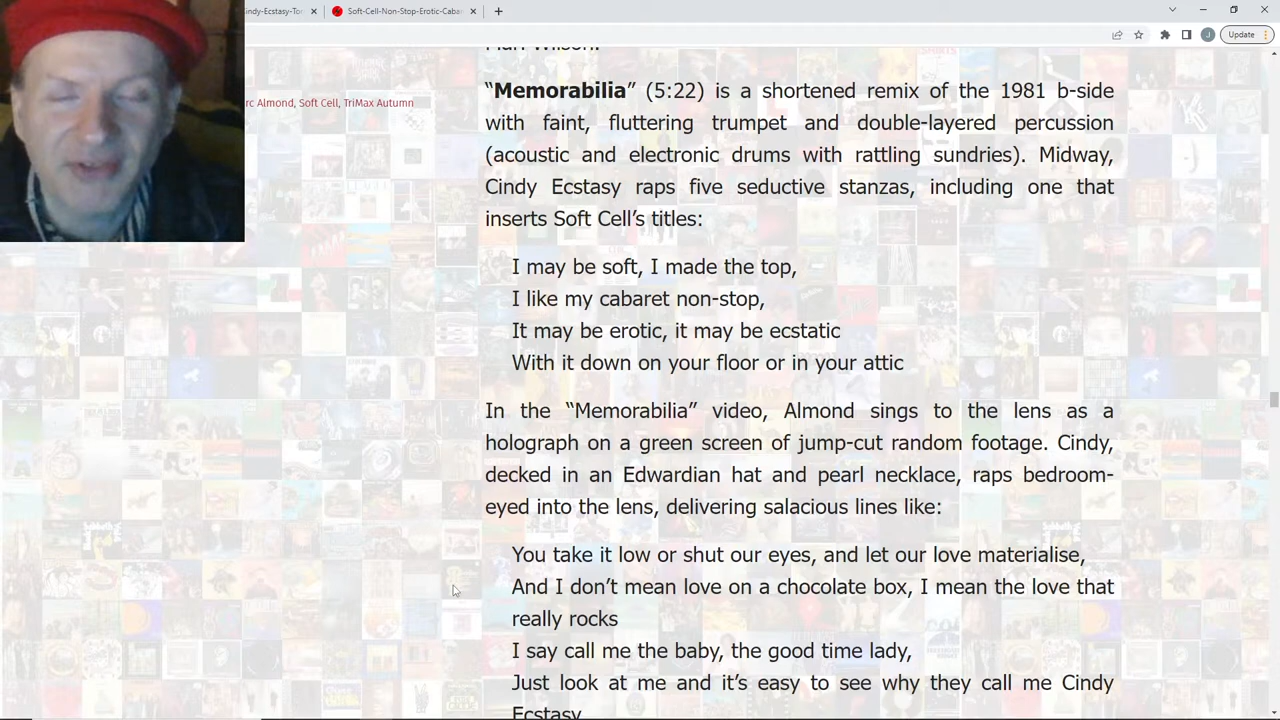 Cindy-Ecstasy-To
Soft-Cell-Non-Stop-Erotic-Caba
Update
J
rc Almond, Soft Cell, TriMax Autumn
“Memorabilia” (5:22) is a shortened remix of the 1981 b-side
with faint, fluttering trumpet and double-layered percussion
(acoustic and electronic drums with rattling sundries). Midway,
Cindy Ecstasy raps five seductive stanzas, including one that
inserts Soft Cell’s titles:
I may be soft, I made the top,
I like my cabaret non-stop,
It may be erotic, it may be ecstatic
With it down on your floor or in your attic
In the “Memorabilia” video, Almond sings to the lens as a
holograph on a green screen of jump-cut random footage. Cindy,
decked in an Edwardian hat and pearl necklace, raps bedroom-
eyed into the lens, delivering salacious lines like:
You take it low or shut our eyes, and let our love materialise,
And I don’t mean love on a chocolate box, I mean the love that
really rocks
I say call me the baby, the good time lady,
Just look at me and it’s easy to see why they call me Cindy
Ecstasy